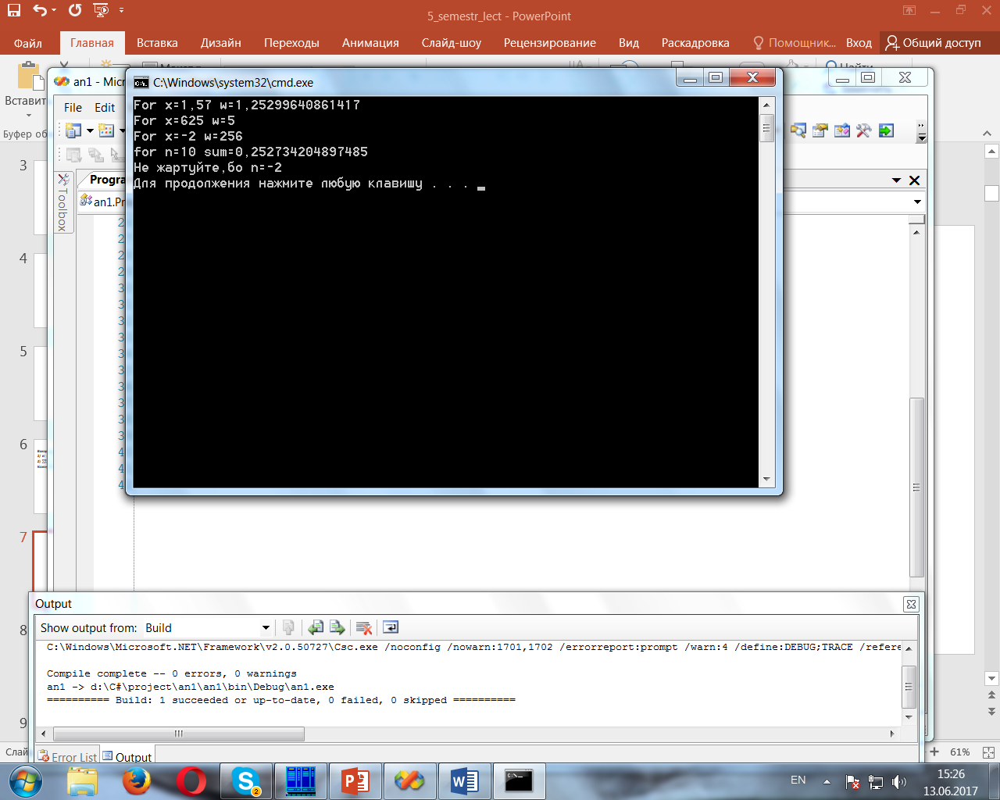 5_semestr_lect - PowerPoint
Файл Главная Вставка Дизайн Переходы Анимация Слайд-шоу Рецензирование Вид Раскадровка Помощник... Вход Общий доступ
Вставит
Буфер об
Найти
an1 - Micr
File Edit
Progra
an1.Pr
Toolbox
C:\Windows\system32\cmd.exe
For x=1,57 w=1,25299640861417
For x=625 w=5
For x=-2 w=256
for n=10 sum=0,252734204897485
Не жартуйте,бо n=-2
Для продолжения нажмите любую клавишу . . .
3
4
5
6
7
8
9
2
2
2
2
3
3
3
3
3
3
3
3
3
3
4
4
4
Output
Show output from: Build
C:\Windows\Microsoft.NET\Framework\v2.0.50727\Csc.exe /noconfig /nowarn:1701,1702 /errorreport:prompt /warn:4 /define:DEBUG;TRACE /refere
Compile complete -- 0 errors, 0 warnings
an1 -> d:\C#\project\an1\an1\bin\Debug\an1.exe
========== Build: 1 succeeded or up-to-date, 0 failed, 0 skipped ==========
Error List Output
Слай
61%
EN
15:26
13.06.2017